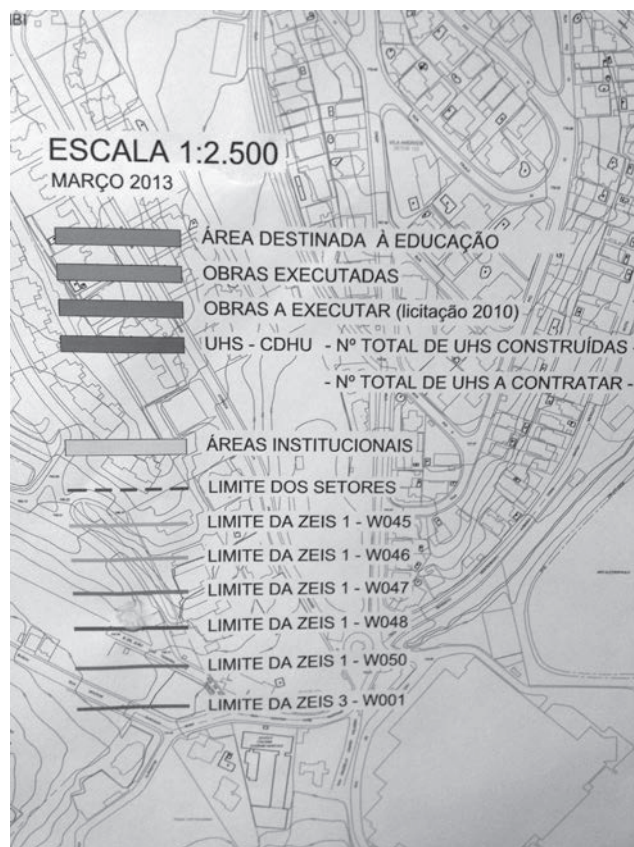 BI
ESCALA 1:2.500
MARÇO 2013
ÁREA DESTINADA À EDUCAÇÃO
OBRAS EXECUTADAS
OBRAS A EXECUTAR (licitação 2010)
UHS - CDHU - Nº TOTAL DE UHS CONSTRUÍDAS -
- Nº TOTAL DE UHS A CONTRATAR -
ÁREAS INSTITUCIONAIS
LIMITE DOS SETORES
LIMITE DA ZEIS 1 - W045
LIMITE DA ZEIS 1 - W046
LIMITE DA ZEIS 1 - W047
LIMITE DA ZEIS 1 - W048
LIMITE DA ZEIS 1 - W050
LIMITE DA ZEIS 3 - W001